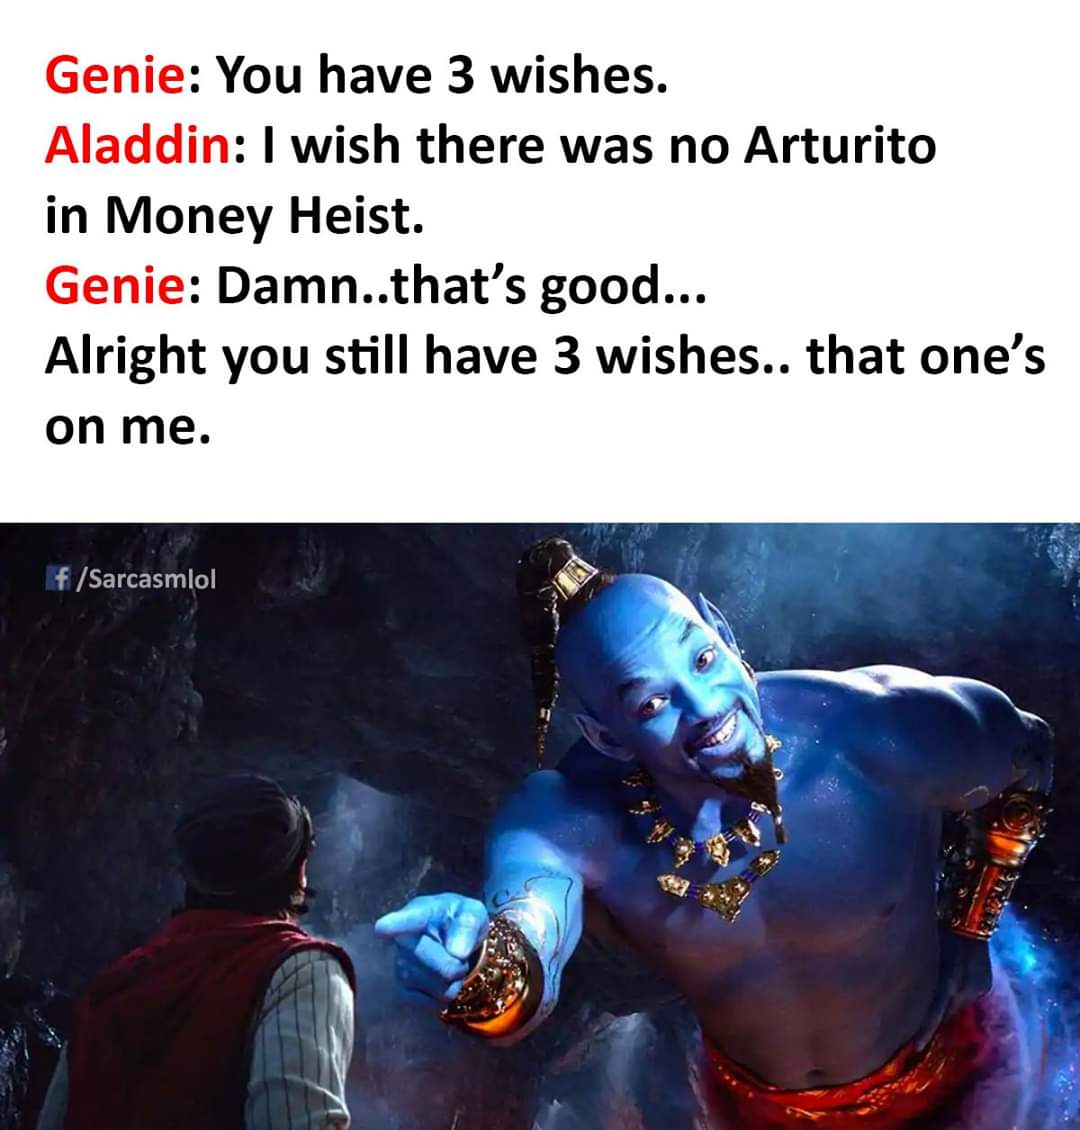 Genie: You have 3 wishes.
Aladdin: I wish there was no Arturito
in Money Heist.
Genie: Damn..that’s good...
Alright you still have 3 wishes.. that one’s
on me.
f /Sarcasmlol